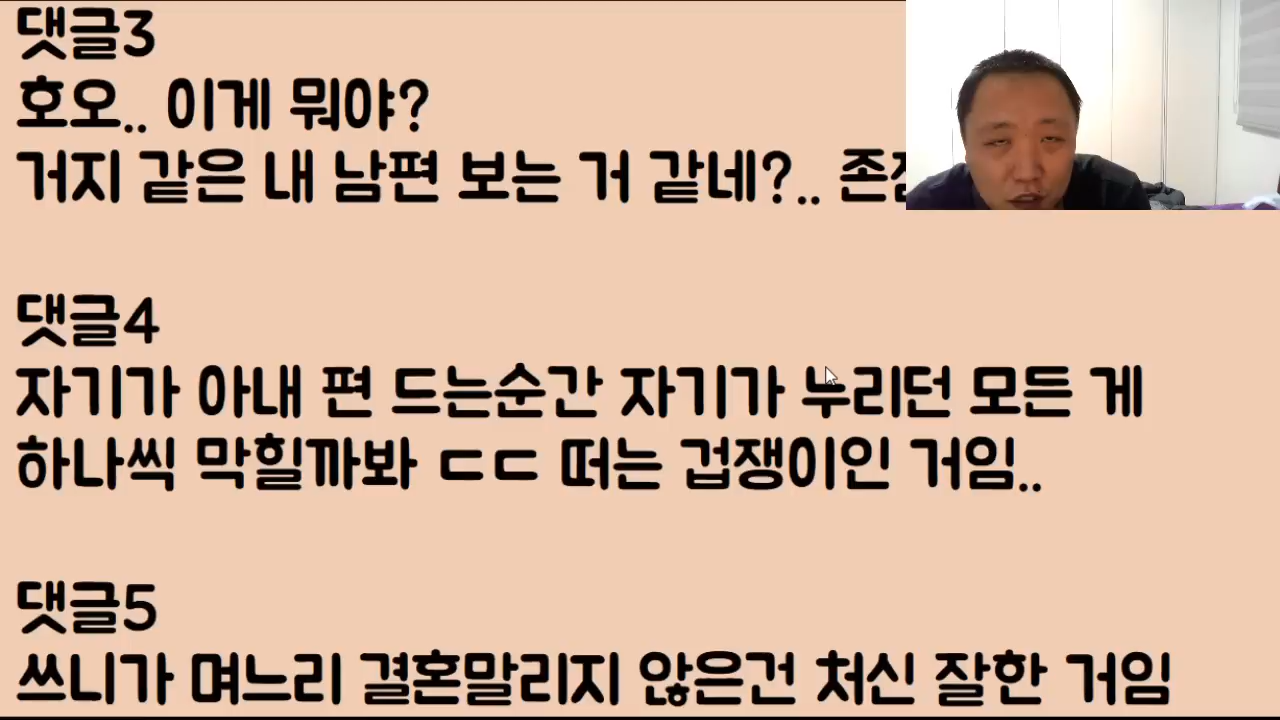 댓글3
호오.. 이게 뭐야?
거지 같은 내 남편 보는 거 같네?..
댓글4
자기가 아내 편 드는순간 자기가 누리던 모든 게
하나씩 막힐까봐 ㄷㄷ 떠는 겁쟁이인 거임..
댓글5
쓰니가 며느리 결혼말리지 않은건 처신 잘한 거임